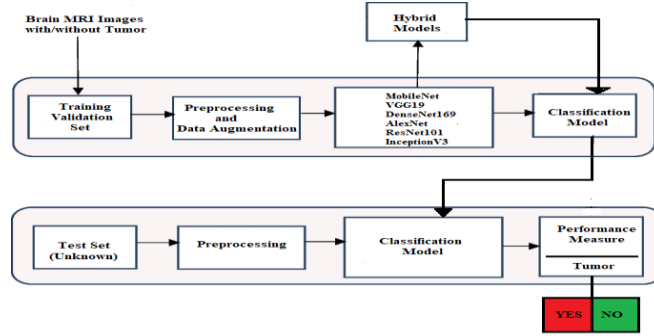 Brain MRI Images
with/without Tumor
Hybrid
Models
Training
Validation
Set
Preprocessing
and
Data Augmentation
MobileNet
VGG19
DenseNet169
AlexNet
ResNet101
InceptionV3
Classification
Model
Test Set
(Unknown)
Preprocessing
Classification
Model
Performance
Measure
Tumor
YES NO